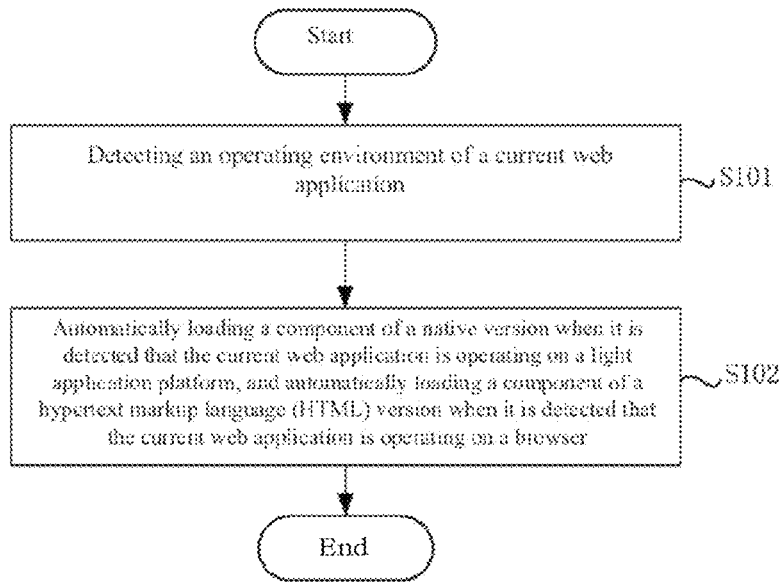 Start
Detecting an operating environment of a current web
application
S101
Automatically loading a component of a native version when it is
detected that the current web application is operating on a light
application platform, and automatically loading a component of a
hypertext markup language (HTML) version when it is detected that
the current web application is operating on a browser
S102
End